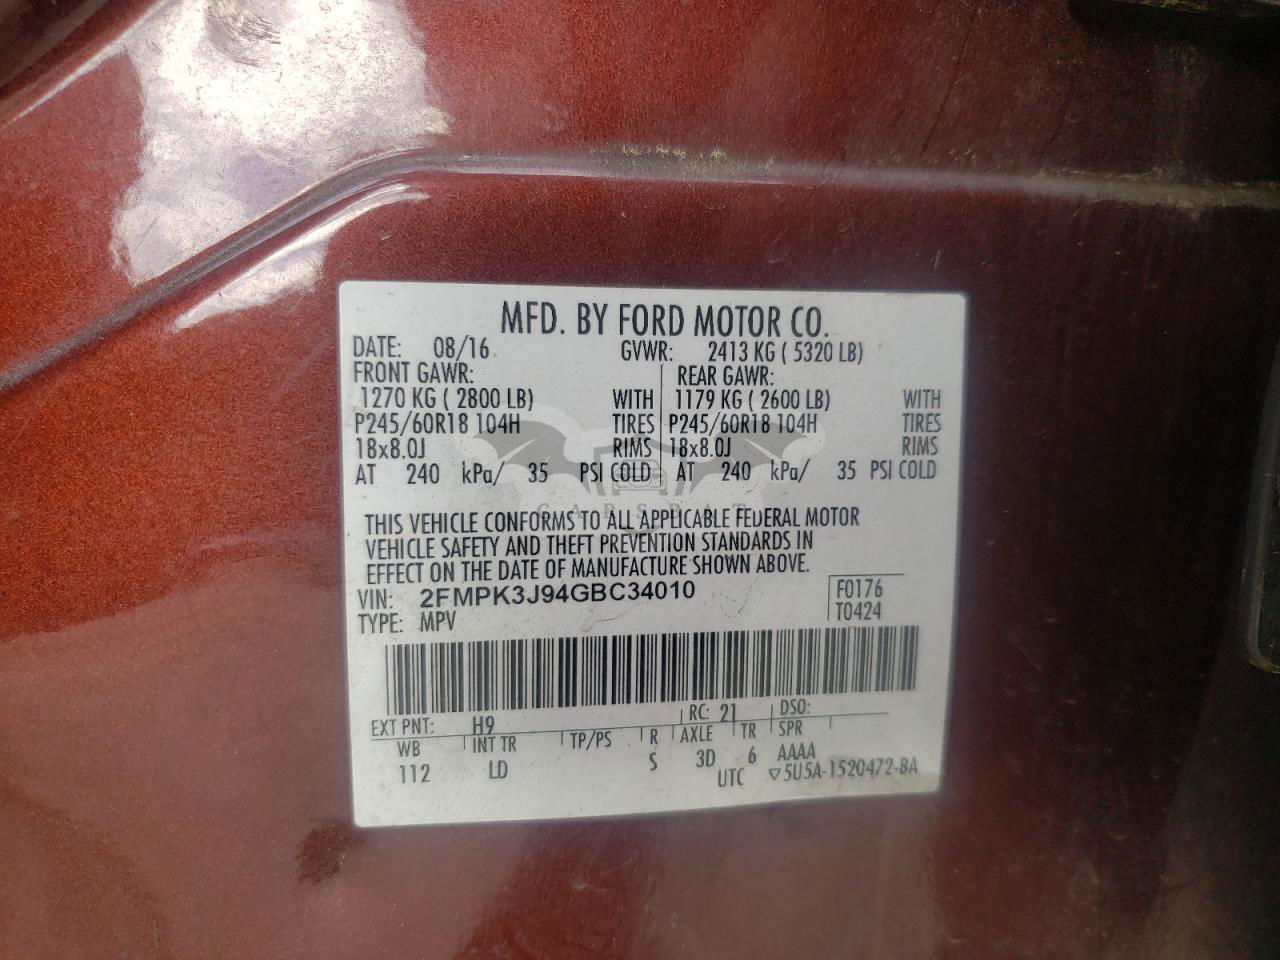 MFD. BY FORD MOTOR CO.
DATE: 08/16 GVWR: 2413 KG ( 5320 LB)
FRONT GAWR: REAR GAWR:
1270 KG ( 2800 LB) WITH 1179 KG ( 2600 LB) WITH
P245/60R18 104H TIRES P245/60R18 104H TIRES
18x8.0J RIMS 18x8.0J RIMS
AT 240 kPa/ 35 PSI COLD AT 240 kPa/ 35 PSI COLD
CARSBAT
THIS VEHICLE CONFORMS TO ALL APPLICABLE FEDERAL MOTOR
VEHICLE SAFETY AND THEFT PREVENTION STANDARDS IN
EFFECT ON THE DATE OF MANUFACTURE SHOWN ABOVE.
VIN: 2FMPK3J94GBC34010 F0176
TYPE: MPV T0424
EXT PNT: H9 RC: 21 DSO:
WB INT TR TP/PS R AXLE TR SPR
112 LD S 3D 6 AAAA
UTC ▽5U5A-1520472-BA